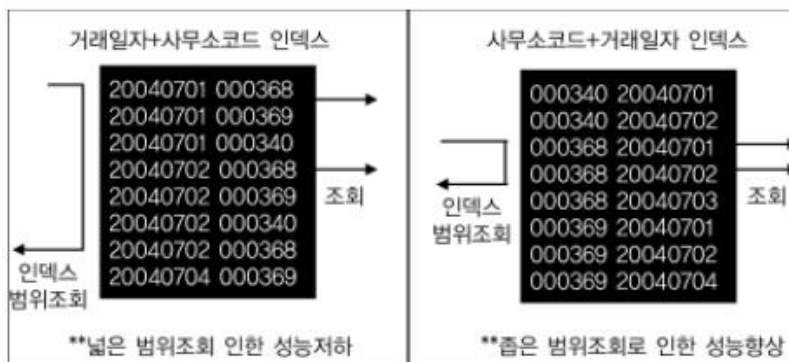 거래일자+사무소코드 인덱스
20040701 000368
20040701 000369
20040701 000340
20040702 000368
20040702 000369
20040702 000340
20040702 000368
20040704 000369
조회
인덱스
범위조회
**넓은 범위조회 인한 성능저하
사무소코드+거래일자 인덱스
000340 20040701
000340 20040702
000368 20040701
000368 20040702
000368 20040703
000369 20040701
000369 20040702
000369 20040704
조회
인덱스
범위조회
**좁은 범위조회로 인한 성능향상